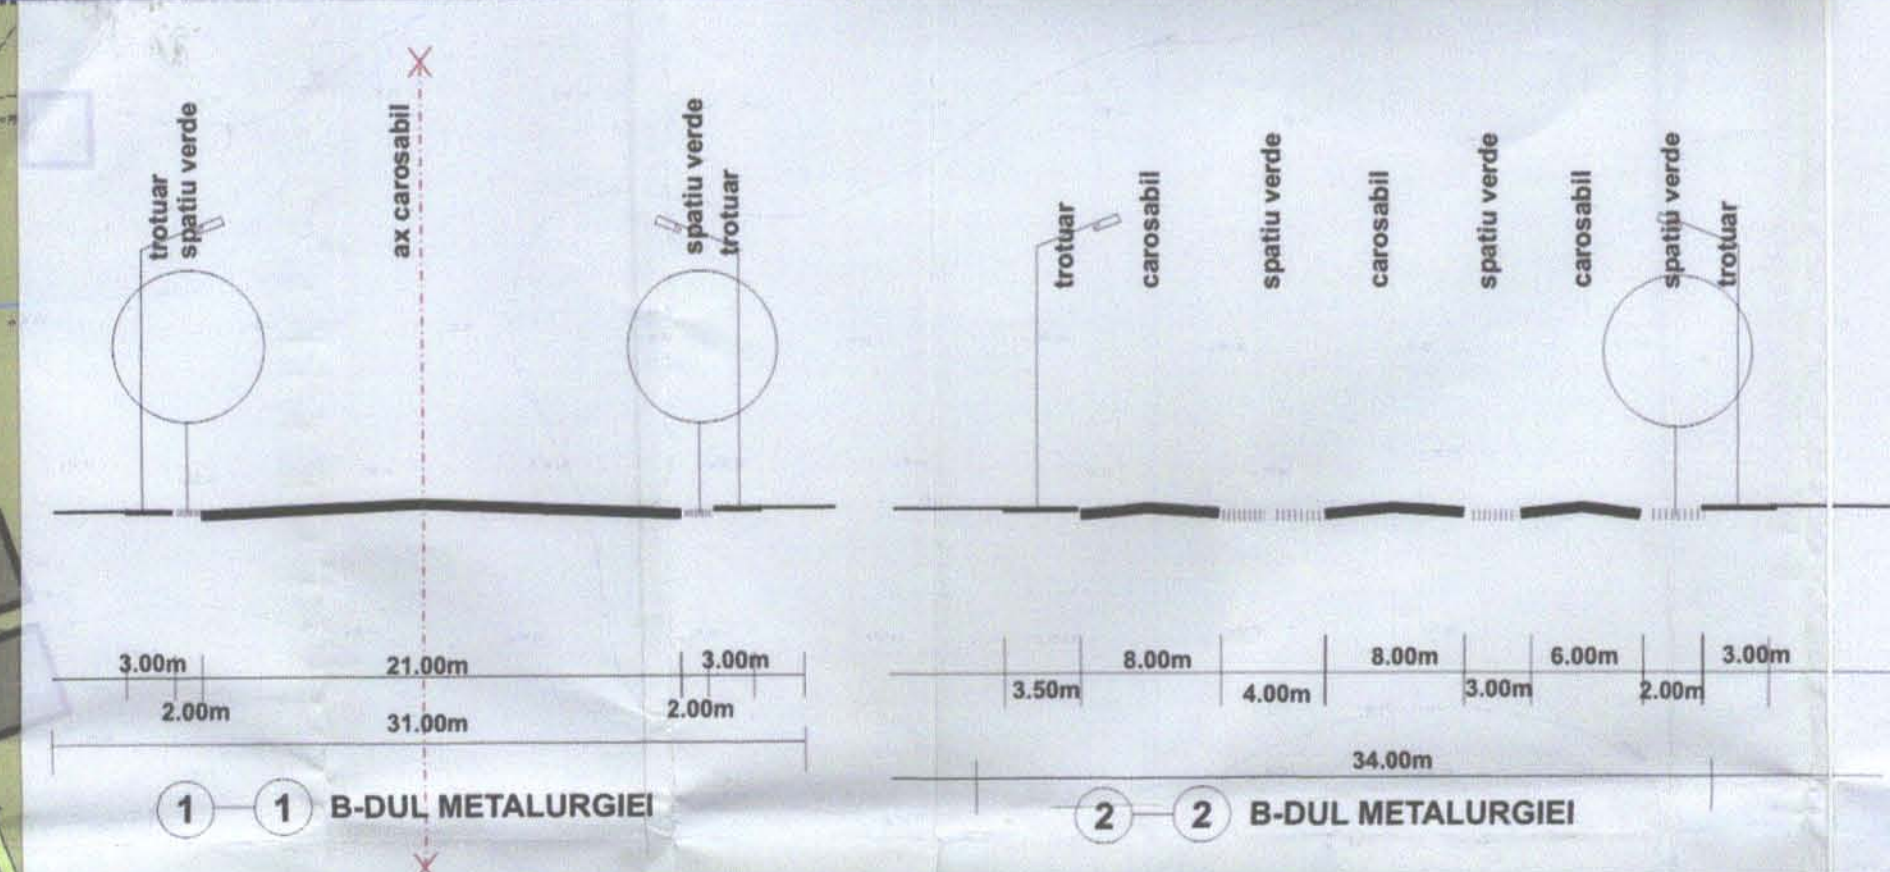 trotuar
spatiu verde
ax carosabil
spatiu verde
trotuar
3.00m
21.00m
3.00m
2.00m
2.00m
31.00m
1 1 B-DUL METALURGIEI
trotuar
carosabil
spatiu verde
carosabil
spatiu verde
carosabil
spatiu verde
trotuar
8.00m
8.00m
6.00m
3.00m
3.50m
4.00m
3.00m
2.00m
34.00m
2 2 B-DUL METALURGIEI